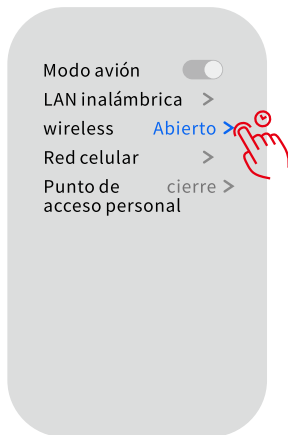 Modo avión
LAN inalámbrica >
wireless Abierto >
Red celular >
Punto de cierre >
acceso personal